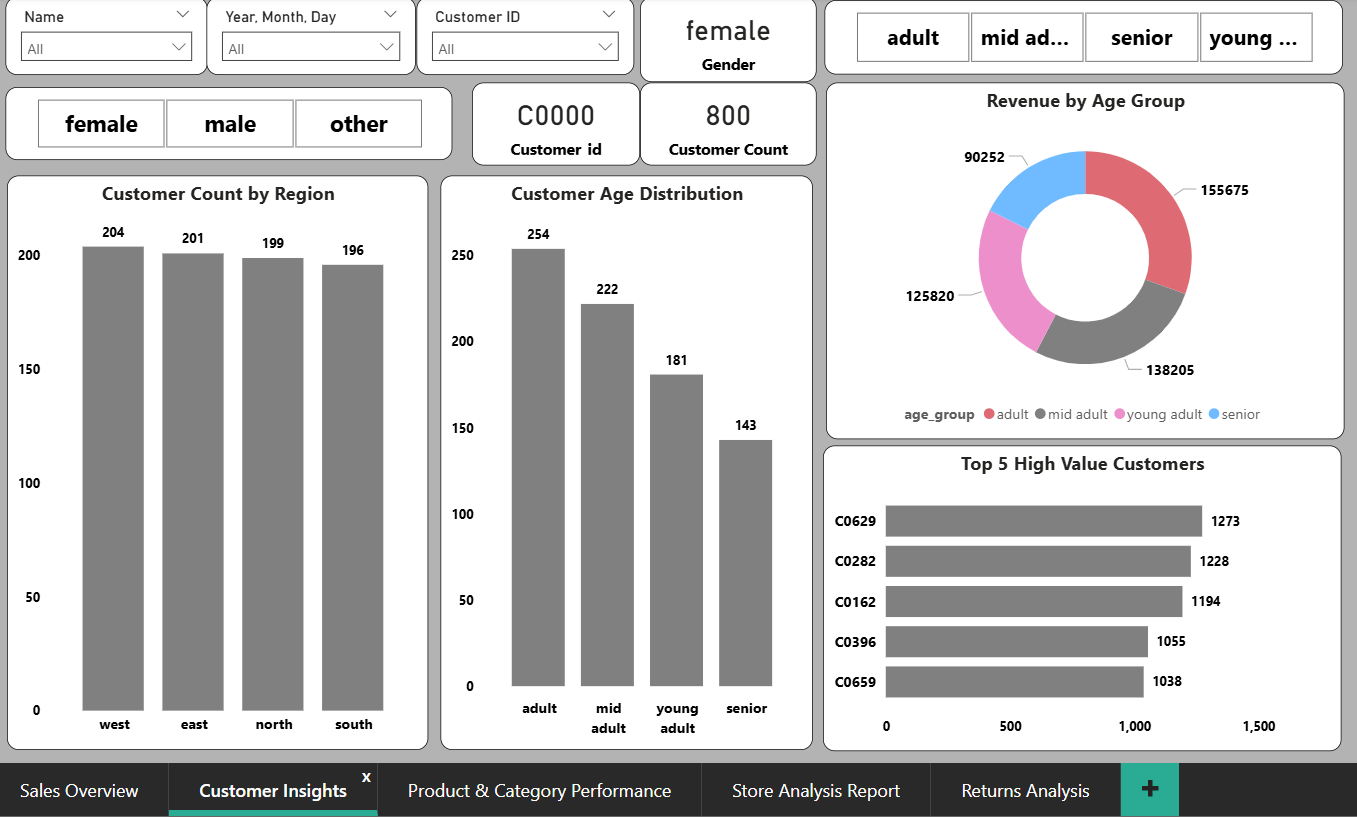 Name
All
Year, Month, Day
All
Customer ID
All
female
Gender
adult
mid ad...
senior
young ...
female
male
other
C0000
Customer id
800
Customer Count
Customer Count by Region
200
150
100
50
0
204
201
199
196
west
east
north
south
Customer Age Distribution
250
200
150
100
50
0
254
222
181
143
adult
mid
adult
young
adult
senior
Revenue by Age Group
90252
155675
125820
138205
age_group adult mid adult young adult senior
Top 5 High Value Customers
C0629 1273
C0282 1228
C0162 1194
C0396 1055
C0659 1038
0 500 1,000 1,500
Sales Overview
Customer Insights
x
Product & Category Performance
Store Analysis Report
Returns Analysis
+